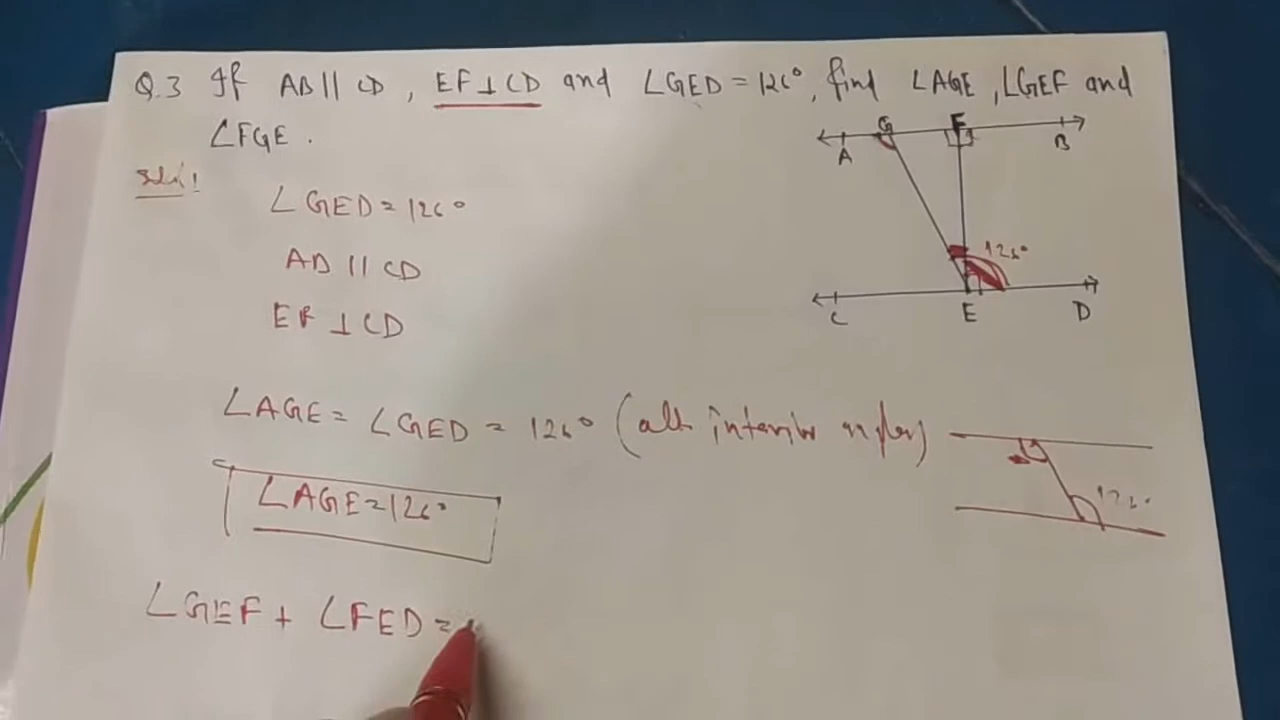 Q.3 If AB || CD , EF ⊥ CD and ∠GED = 126°, find ∠AGE , ∠GEF and
∠FGE .
G F
A B
Soln:
∠GED = 126°
AB || CD
126°
EF ⊥ CD
C E D
∠AGE = ∠GED = 126° (alt interior angles)
∠AGE = 126°
126°
∠GEF + ∠FED =